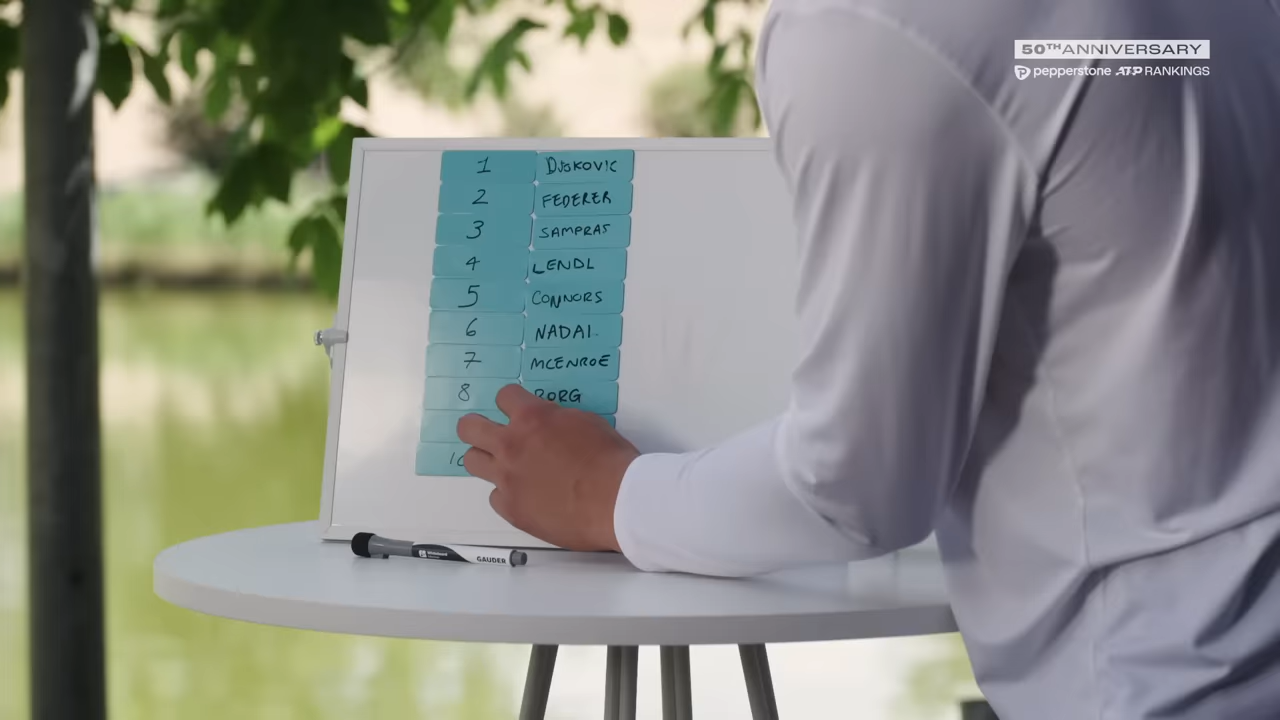 50TH ANNIVERSARY
pepperstone ATP RANKINGS
1 DJOKOVIC
2 FEDERER
3 SAMPRAS
4 LENDL
5 CONNORS
6 NADAL
7 MCENROE
8 BORG
10
GAUDER